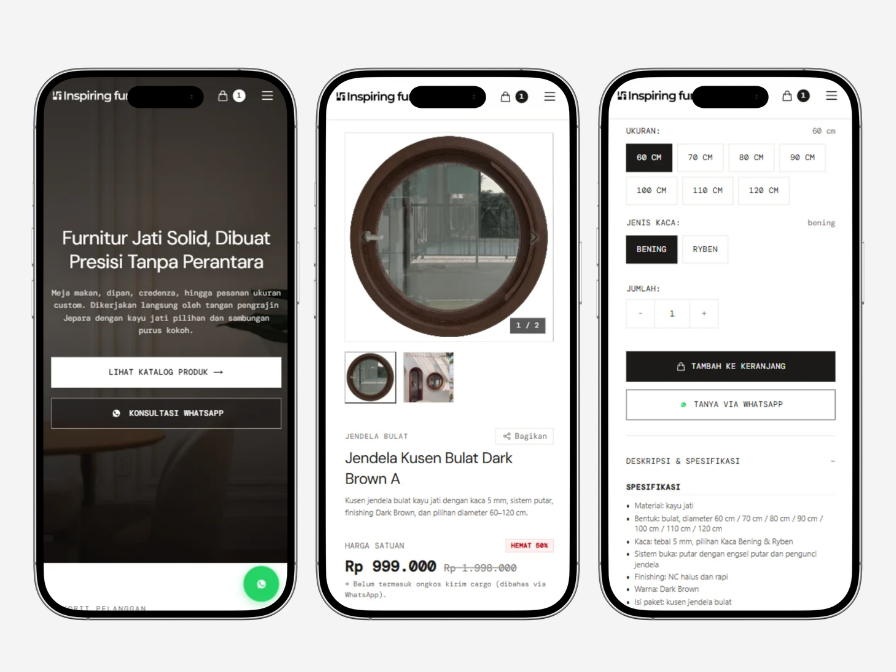 Inspiring fur
1
Furnitur Jati Solid, Dibuat
Presisi Tanpa Perantara
Meja makan, dipan, credenza, hingga pesanan ukuran
custom. Dikerjakan langsung oleh tangan pengrajin
Jepara dengan kayu jati pilihan dan sambungan
purus kokoh.
LIHAT KATALOG PRODUK →
KONSULTASI WHATSAPP
PELANGGAN
Inspiring fu
1
1 / 2
JENDELA BULAT
Bagikan
Jendela Kusen Bulat Dark
Brown A
Kusen jendela bulat kayu jati dengan kaca 5 mm, sistem putar,
finishing Dark Brown, dan pilihan diameter 60–120 cm.
HARGA SATUAN
HEMAT 50%
Rp 999.000 Rp 1.998.000
* Belum termasuk ongkos kirim cargo (dibahas via
WhatsApp).
Inspiring fur
1
UKURAN:
60 cm
60 CM
70 CM
80 CM
90 CM
100 CM
110 CM
120 CM
JENIS KACA:
bening
BENING
RYBEN
JUMLAH:
- 1 +
TAMBAH KE KERANJANG
TANYA VIA WHATSAPP
DESKRIPSI & SPESIFIKASI −
SPESIFIKASI
• Material: kayu jati
• Bentuk: bulat, diameter 60 cm / 70 cm / 80 cm / 90 cm /
100 cm / 110 cm / 120 cm
• Kaca: tebal 5 mm, pilihan Kaca Bening & Ryben
• Sistem buka: putar dengan engsel putar dan pengunci
jendela
• Finishing: NC halus dan rapi
• Warna: Dark Brown
• Isi paket: kusen jendela bulat